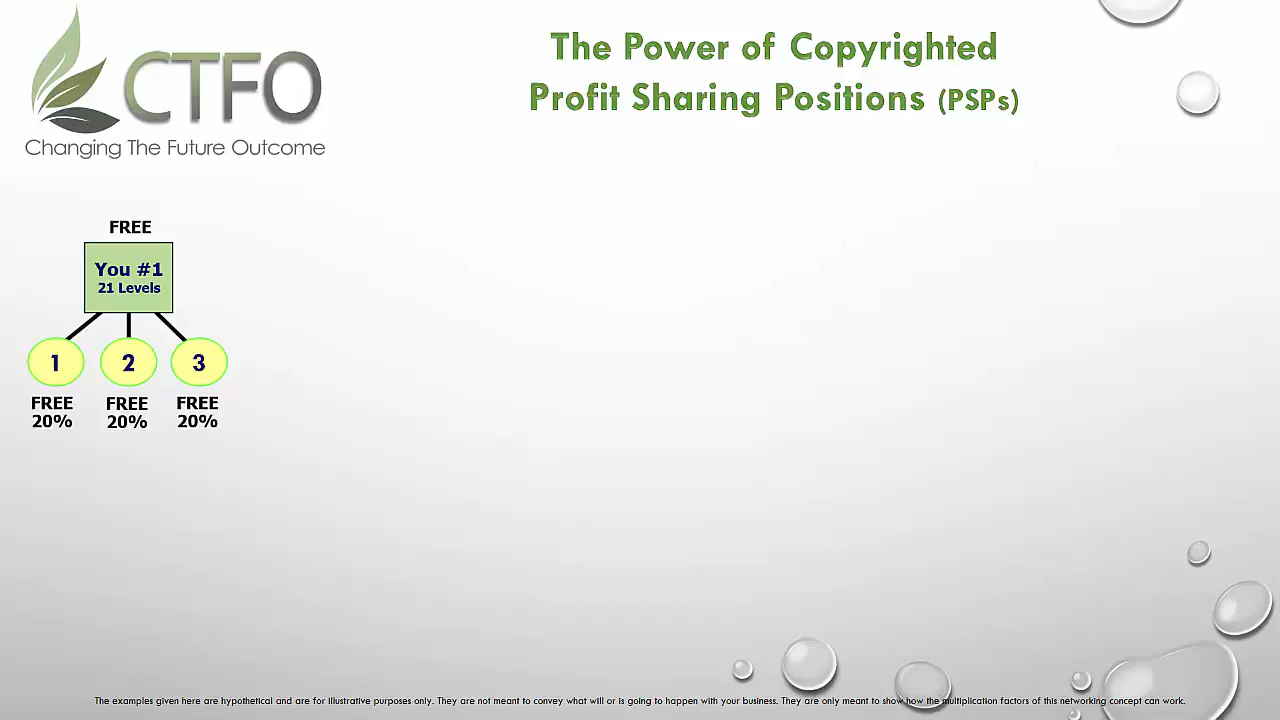 CTFO
Changing The Future Outcome
The Power of Copyrighted
Profit Sharing Positions (PSPs)
FREE
You #1
21 Levels
1 2 3
FREE FREE FREE
20% 20% 20%
The examples given here are hypothetical and are for illustrative purposes only. They are not meant to convey what will or is going to happen with your business. They are only meant to show how the multiplication factors of this networking concept can work.